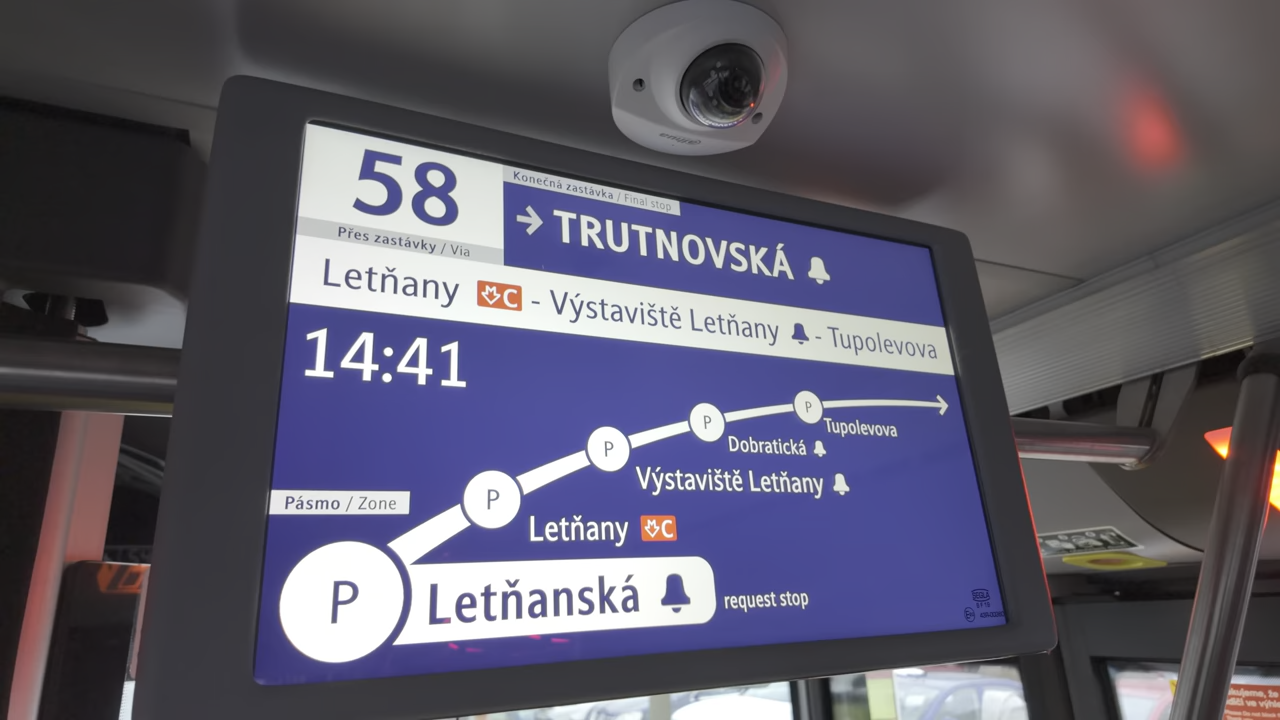 58
Konečná zastávka / Final stop
→ TRUTNOVSKÁ
Přes zastávky / Via
Letňany C - Výstaviště Letňany - Tupolevova
14:41
P Tupolevova
P Dobratická
P Výstaviště Letňany
Pásmo / Zone
P Letňany C
P Letňanská request stop